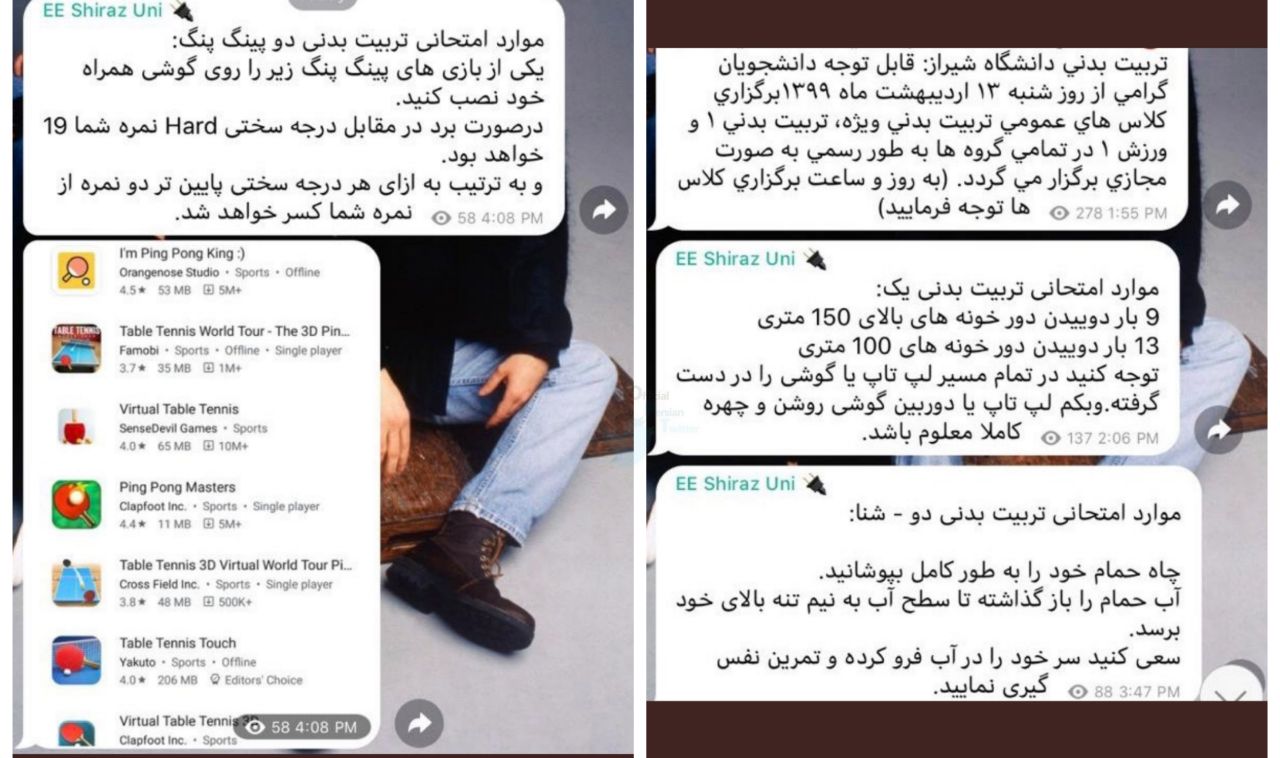 EE Shiraz Uni
موارد امتحانی تربیت بدنی دو پینگ پنگ:
یکی از بازی های پینگ پنگ زیر را روی گوشی همراه
خود نصب کنید.
درصورت برد در مقابل درجه سختی Hard نمره شما 19
خواهد بود.
و به ترتیب به ازای هر درجه سختی پایین تر دو نمره از
نمره شما کسر خواهد شد.
58 4:08 PM
I'm Ping Pong King :)
Orangenose Studio • Sports • Offline
4.5★ 53 MB 5M+
Table Tennis World Tour - The 3D Pin...
Famobi • Sports • Offline • Single player
3.7★ 35 MB 1M+
Virtual Table Tennis
SenseDevil Games • Sports
4.0★ 65 MB 10M+
Ping Pong Masters
Clapfoot Inc. • Sports • Single player
4.4★ 11 MB 5M+
Table Tennis 3D Virtual World Tour Pi...
Cross Field Inc. • Sports • Single player
3.8★ 48 MB 500K+
Table Tennis Touch
Yakuto • Sports • Offline
4.0★ 206 MB Editors' Choice
Virtual Table Tennis 3D
Clapfoot Inc. • Sports
58 4:08 PM
TABLE TENNIS
تربیت بدني دانشگاه شیراز: قابل توجه دانشجویان
گرامي از روز شنبه ۱۳ اردیبهشت ماه ۱۳۹۹برگزاري
کلاس هاي عمومي تربیت بدني ویژه، تربیت بدني ۱ و
ورزش ۱ در تمامي گروه ها به طور رسمي به صورت
مجازي برگزار مي گردد. (به روز و ساعت برگزاري کلاس
ها توجه فرمایید)
278 1:55 PM
EE Shiraz Uni
موارد امتحانی تربیت بدنی یک:
9 بار دوییدن دور خونه های بالای 150 متری
13 بار دوییدن دور خونه های 100 متری
توجه کنید در تمام مسیر لپ تاپ یا گوشی را در دست
گرفته.وبکم لپ تاپ یا دوربین گوشی روشن و چهره
کاملا معلوم باشد.
137 2:06 PM
EE Shiraz Uni
موارد امتحانی تربیت بدنی دو - شنا:
چاه حمام خود را به طور کامل بپوشانید.
آب حمام را باز گذاشته تا سطح آب به نیم تنه بالای خود
برسد.
سعی کنید سر خود را در آب فرو کرده و تمرین نفس
گیری نمایید.
88 3:47 PM